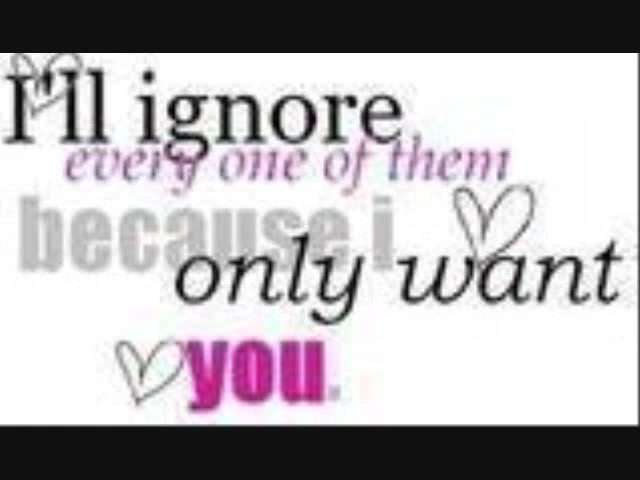 I'll ignore
every one of them
because i
only want
you.